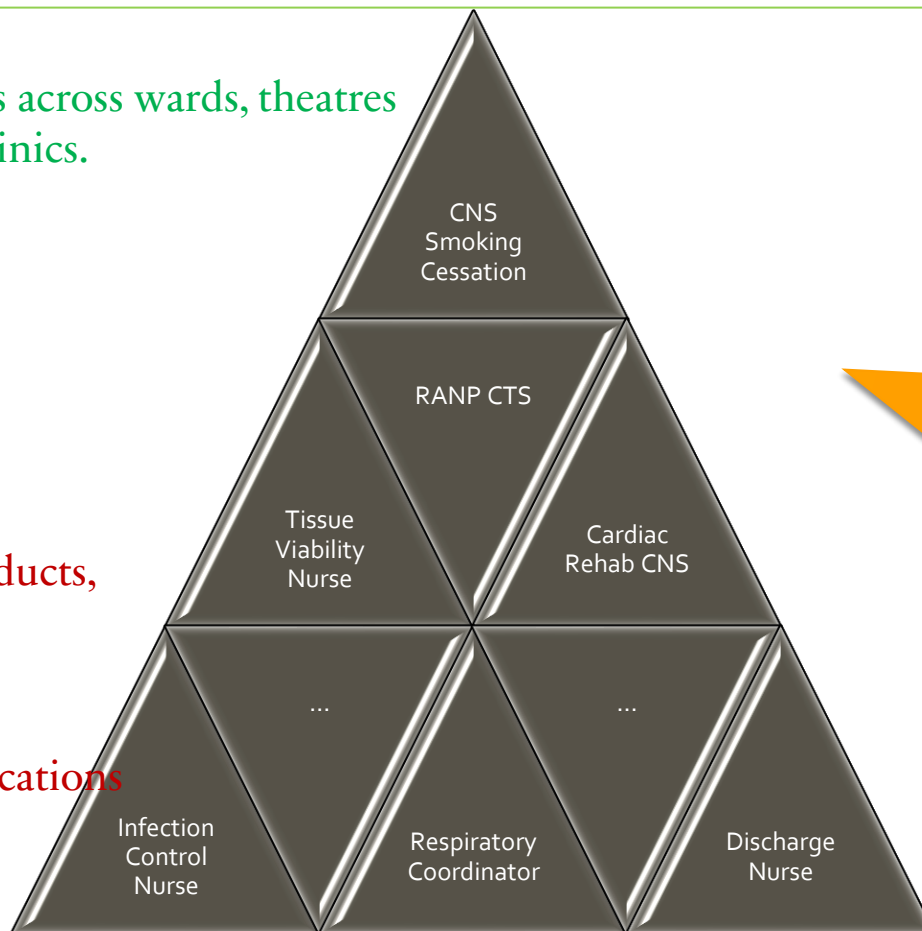 s across wards, theatres
inics.
CNS
Smoking
Cessation
RANP CTS
Tissue
Viability
Nurse
Cardiac
Rehab CNS
ducts,
...
...
cations
Infection
Control
Nurse
Respiratory
Coordinator
Discharge
Nurse